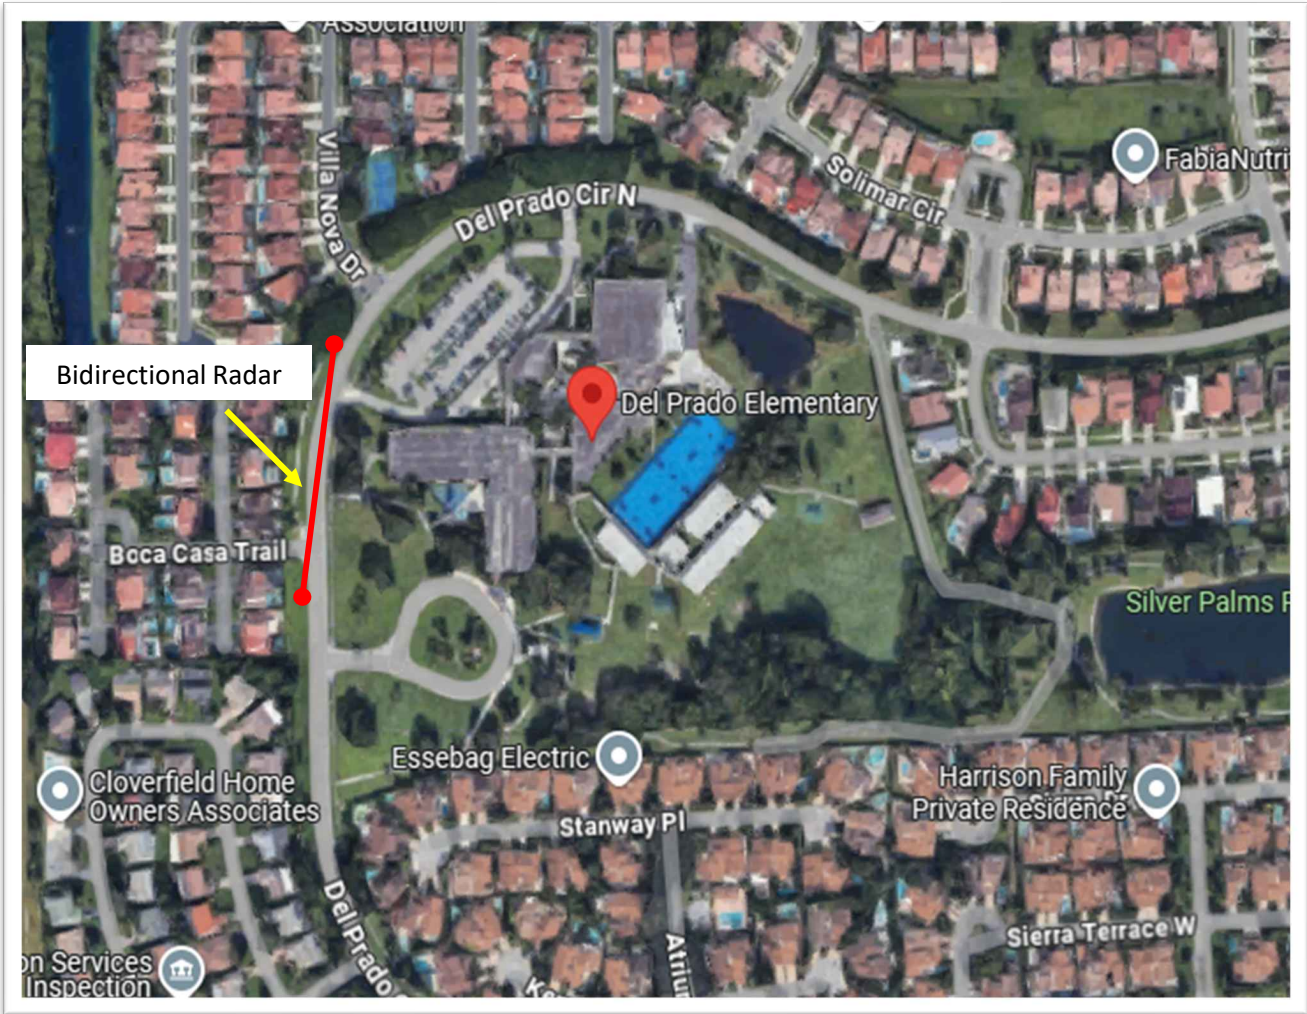 Association
Villa Nova Dr
Del Prado Cir N
Solimar Cir
FabiaNutri
Bidirectional Radar
Del Prado Elementary
Boca Casa Trail
Silver Palms
Essebag Electric
Cloverfield Home
Owners Associates
Harrison Family
Private Residence
Stanway Pl
Del Prado
Atrium
Sierra Terrace W
on Services
Inspection